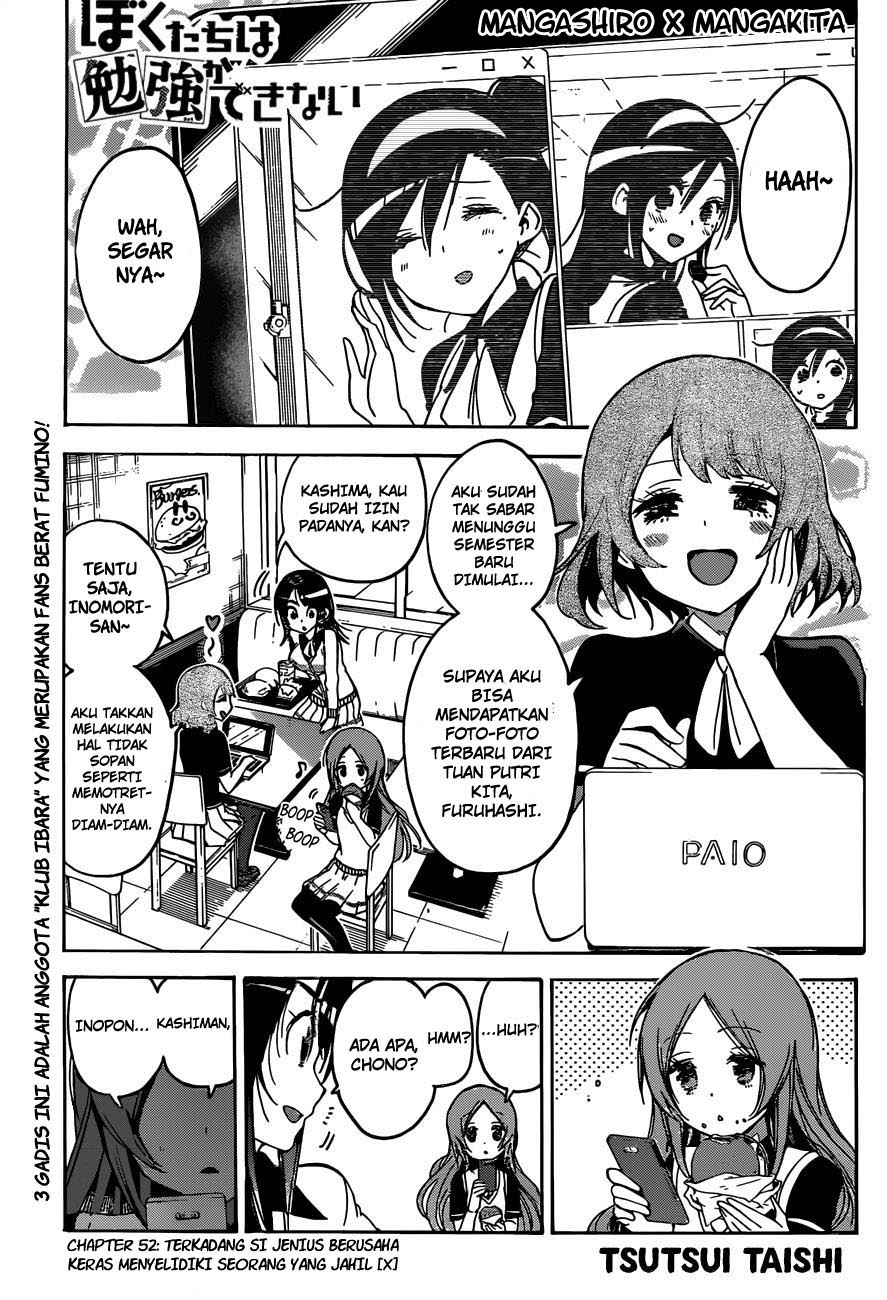 ぼくたちは
勉強ができない
MANGASHIRO X MANGAKITA
HAAH~
WAH,
SEGAR
NYA~
3 GADIS INI ADALAH ANGGOTA "KLUB IBARA" YANG MERUPAKAN FANS BERAT FUMINO!
AKU SUDAH
TAK SABAR
MENUNGGU
SEMESTER
BARU
DIMULAI...
SUPAYA AKU
BISA
MENDAPATKAN
FOTO-FOTO
TERBARU DARI
TUAN PUTRI
KITA,
FURUHASHI.
KASHIMA, KAU
SUDAH IZIN
PADANYA, KAN?
TENTU
SAJA,
INOMORI-
SAN~
AKU TAKKAN
MELAKUKAN
HAL TIDAK
SOPAN
SEPERTI
MEMOTRET-
NYA
DIAM-DIAM.
Burgers.
BOOP
BOOP
PAIO
...HUH?
HMM?
ADA APA,
CHONO?
INOPON... KASHIMAN,
CHAPTER 52: TERKADANG SI JENIUS BERUSAHA
KERAS MENYELIDIKI SEORANG YANG JAHIL [X]
TSUTSUI TAISHI